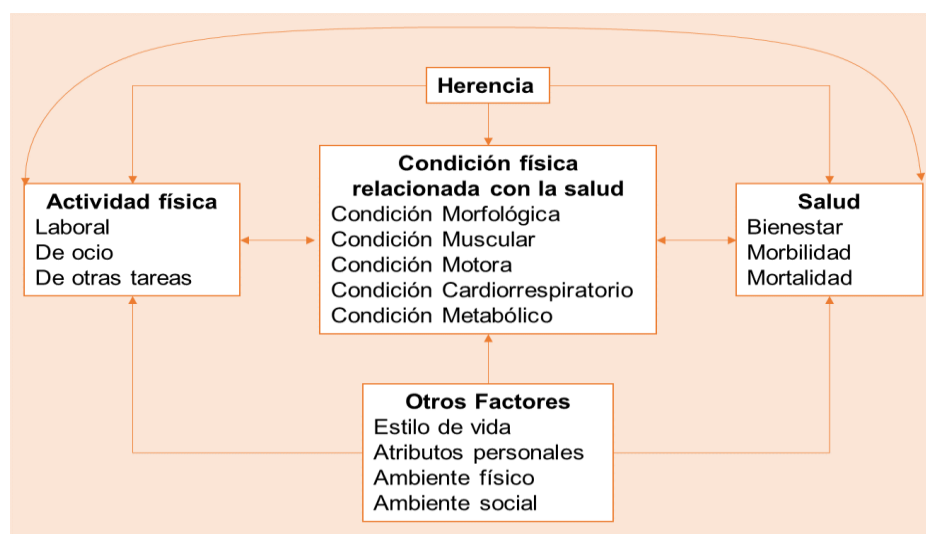 Herencia
Condición física
relacionada con la salud
Condición Morfológica
Condición Muscular
Condición Motora
Condición Cardiorrespiratorio
Condición Metabólico
Actividad física
Laboral
De ocio
De otras tareas
Salud
Bienestar
Morbilidad
Mortalidad
Otros Factores
Estilo de vida
Atributos personales
Ambiente físico
Ambiente social